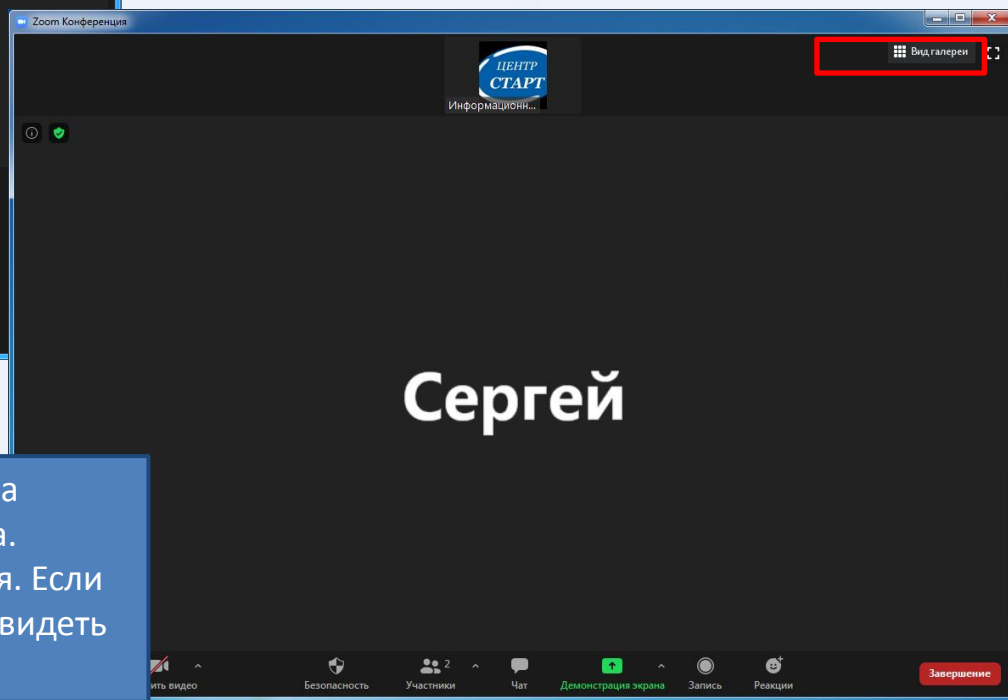 Zoom Конференция
Вид галереи
ЦЕНТР
СТАРТ
Информационн...
Сергей
а.
я. Если
видеть
видео
Безопасность
2
Участники
Чат
Демонстрация экрана
Запись
Реакции
Завершение